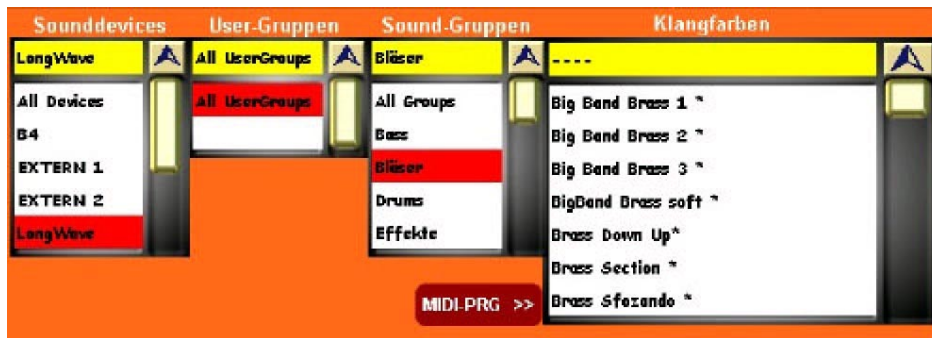 Sounddevices User-Gruppen Sound-Gruppen Klangfarben
LongWave All UserGroups Bläser ----
All Devices
B4
EXTERN 1
EXTERN 2
LongWave
All UserGroups
All Groups
Bass
Bläser
Drums
Effekte
Big Band Brass 1 *
Big Band Brass 2 *
Big Band Brass 3 *
BigBand Brass soft *
Brass Down Up*
Brass Section *
Brass Sfozando *
MIDI-PRG >>